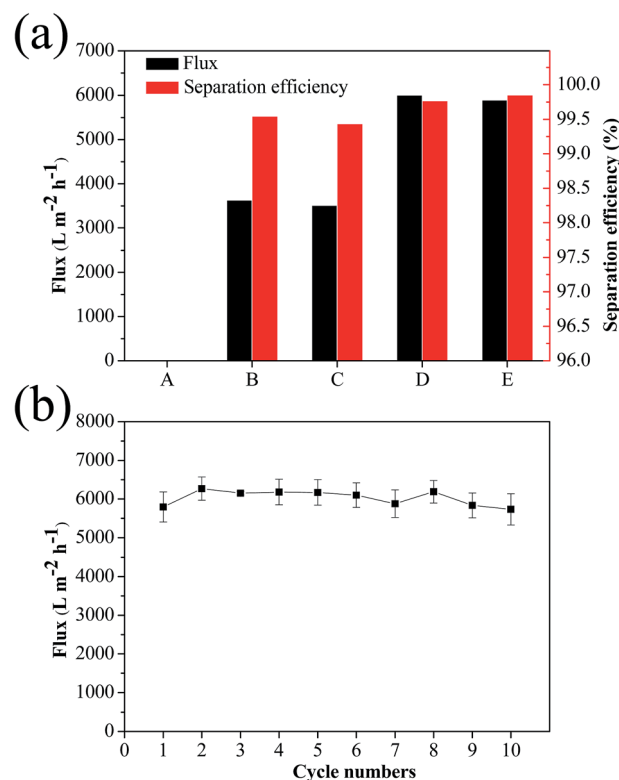 (a)
Flux
Separation efficiency
7000
6000
5000
4000
3000
2000
1000
0
Flux (L m⁻² h⁻¹)
100.0
99.5
99.0
98.5
98.0
97.5
97.0
96.5
96.0
Separation efficiency (%)
A B C D E
(b)
8000
7000
6000
5000
4000
3000
2000
1000
0
Flux (L m⁻² h⁻¹)
0 1 2 3 4 5 6 7 8 9 10
Cycle numbers